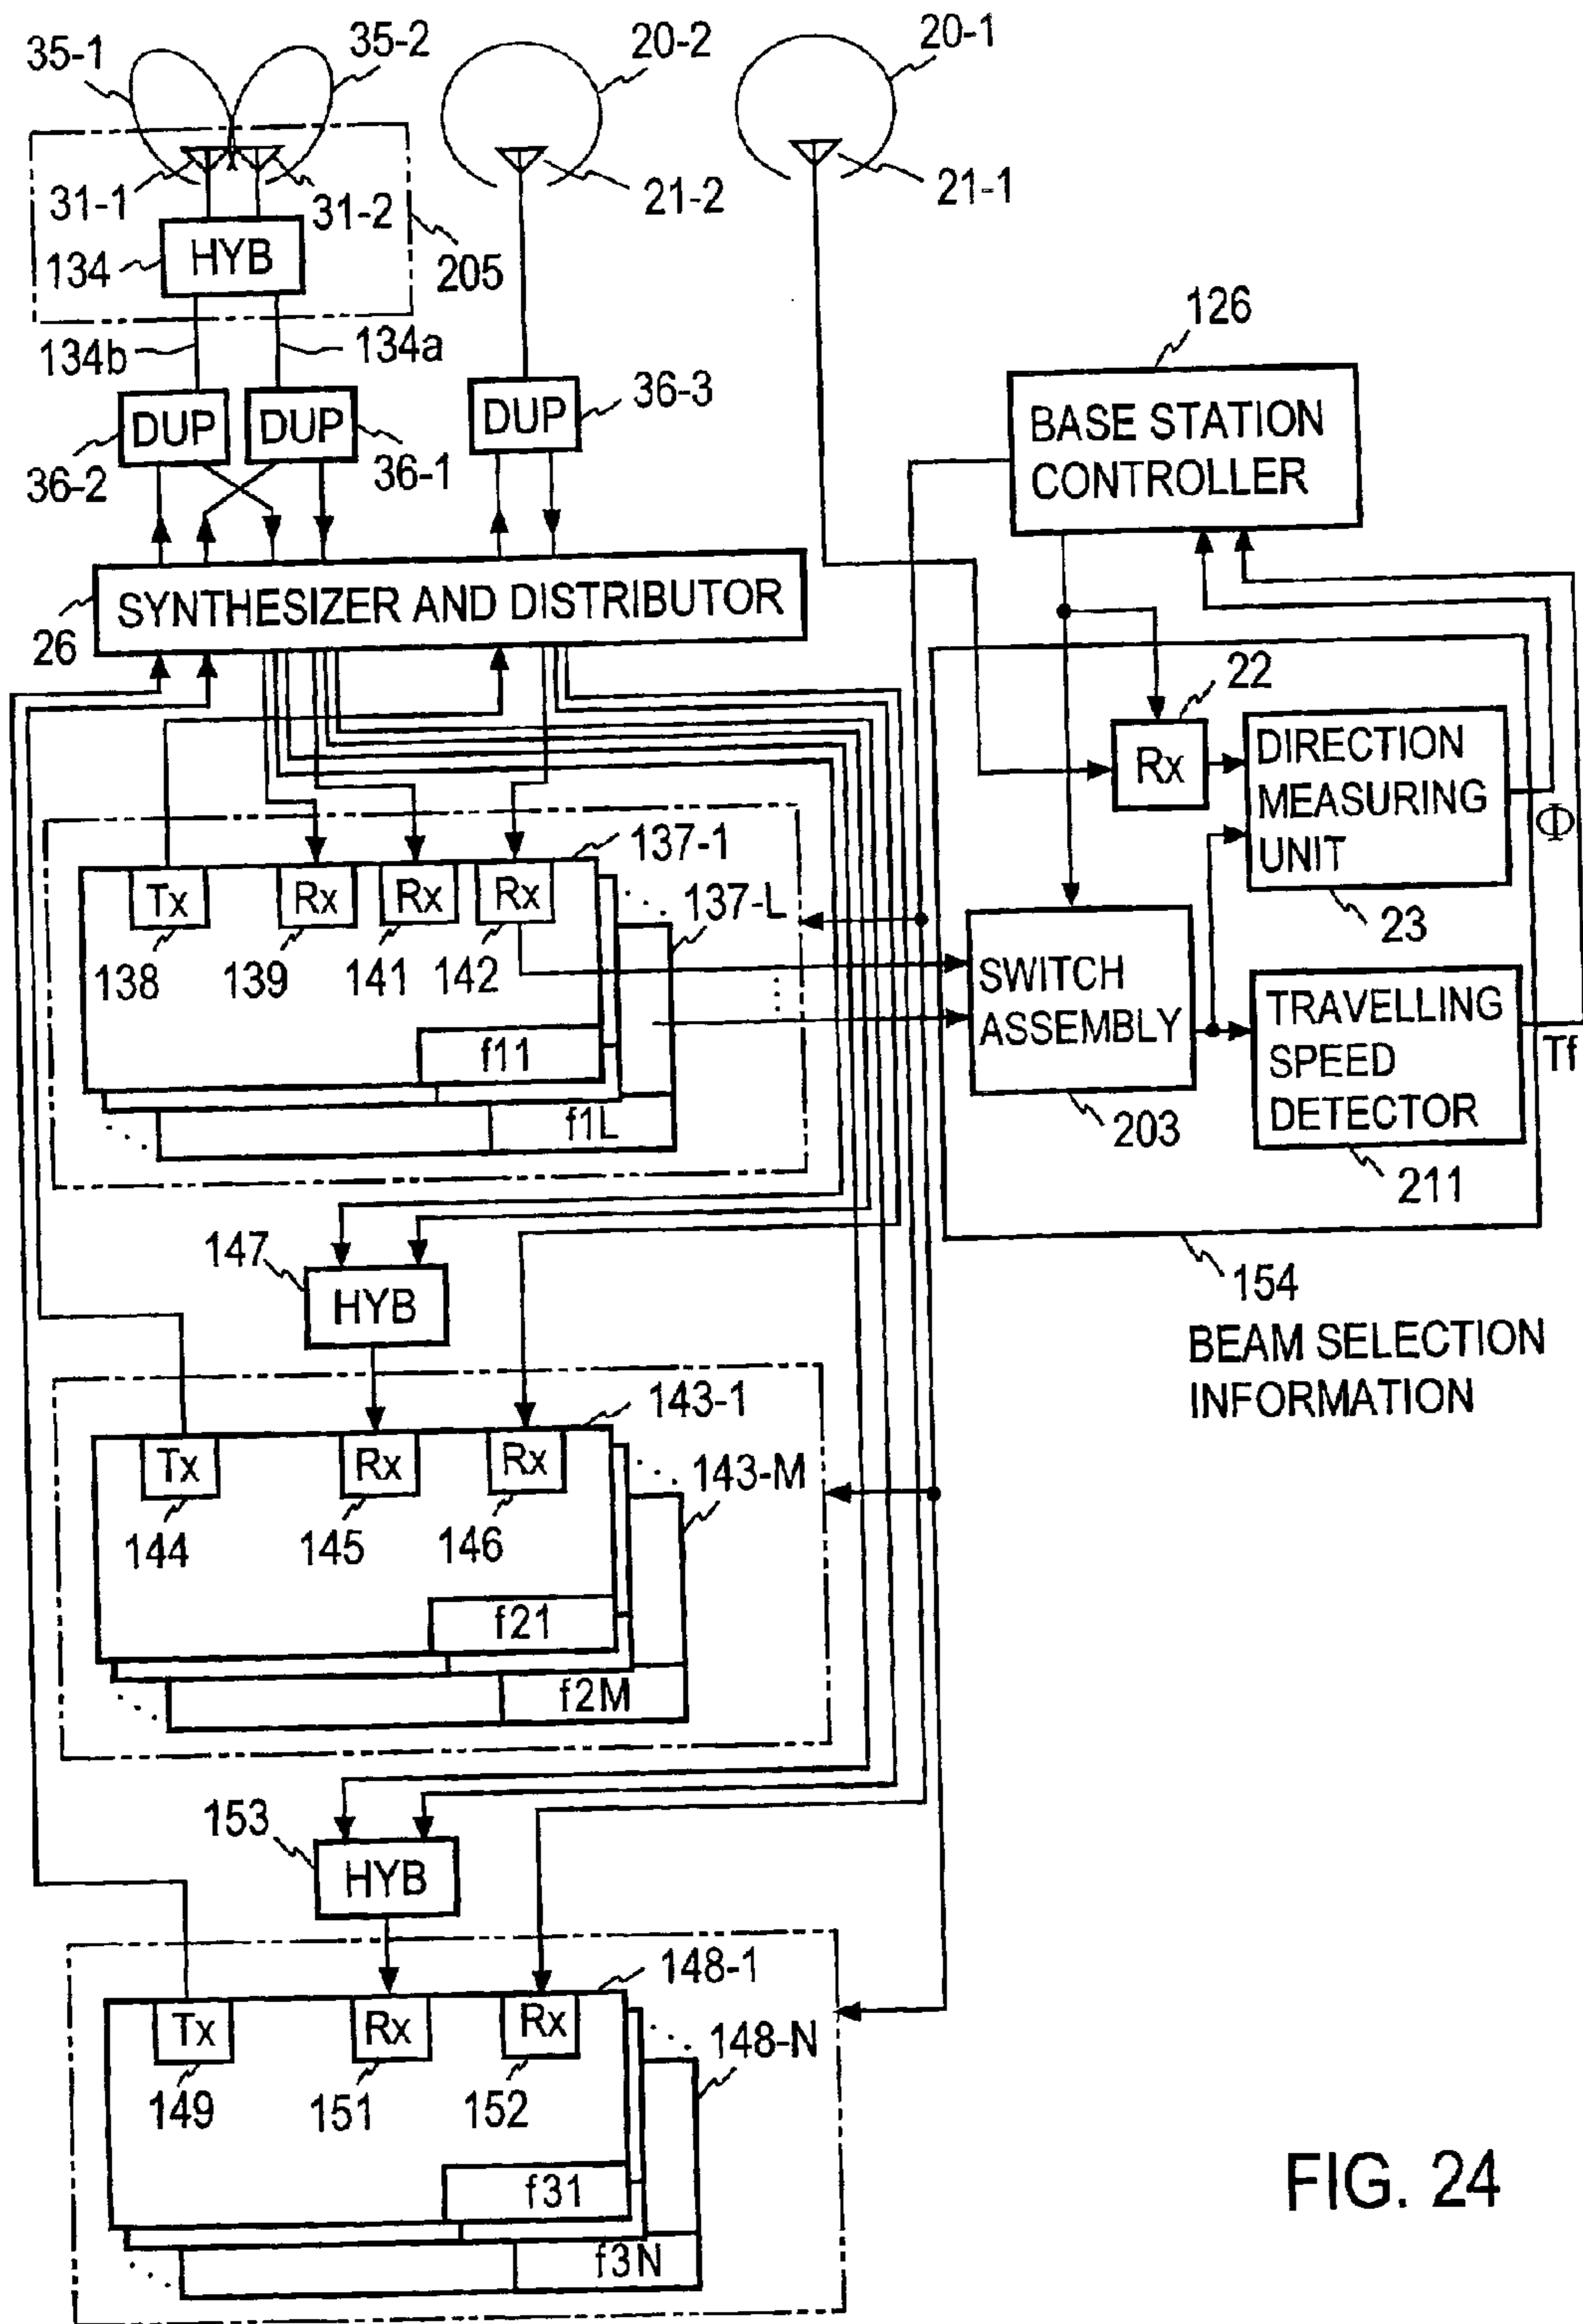 35-1
35-2
20-2
20-1
31-1
31-2
21-2
21-1
134
HYB
205
134b
134a
126
DUP
DUP
DUP
36-3
36-2
36-1
BASE STATION
CONTROLLER
26
SYNTHESIZER AND DISTRIBUTOR
22
Rx
DIRECTION
MEASURING
UNIT
Φ
23
137-1
137-L
Tx
Rx
Rx
Rx
138
139
141
142
f11
f1L
SWITCH
ASSEMBLY
203
TRAVELLING
SPEED
DETECTOR
Tf
211
147
HYB
154
BEAM SELECTION
INFORMATION
143-1
143-M
Tx
Rx
Rx
144
145
146
f21
f2M
153
HYB
148-1
148-N
Tx
Rx
Rx
149
151
152
f31
f3N
FIG. 24